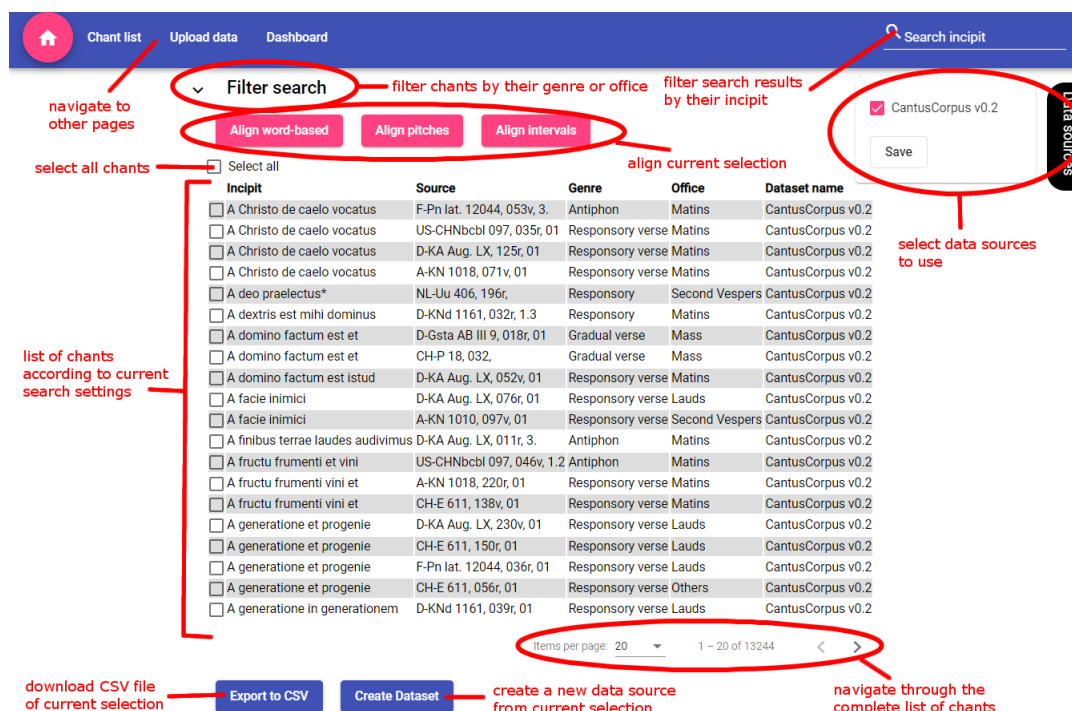 Chant list Upload data Dashboard Search incipit
Filter search
filter chants by their genre or office
filter search results
by their incipit
navigate to
other pages
CantusCorpus v0.2
Save
Data sources
Align word-based Align pitches Align intervals
align current selection
select all chants
Select all
select data sources
to use
Incipit Source Genre Office Dataset name
A Christo de caelo vocatus F-Pn lat. 12044, 053v, 3. Antiphon Matins CantusCorpus v0.2
A Christo de caelo vocatus US-CHNbcbl 097, 035r, 01 Responsory verse Matins CantusCorpus v0.2
A Christo de caelo vocatus D-KA Aug. LX, 125r, 01 Responsory verse Matins CantusCorpus v0.2
A Christo de caelo vocatus A-KN 1018, 071v, 01 Responsory verse Matins CantusCorpus v0.2
A deo praelectus* NL-Uu 406, 196r, Responsory Second Vespers CantusCorpus v0.2
A dextris est mihi dominus D-KNd 1161, 032r, 1.3 Responsory Matins CantusCorpus v0.2
A domino factum est et D-Gsta AB III 9, 018r, 01 Gradual verse Mass CantusCorpus v0.2
A domino factum est et CH-P 18, 032, Gradual verse Mass CantusCorpus v0.2
A domino factum est istud D-KA Aug. LX, 052v, 01 Responsory verse Matins CantusCorpus v0.2
A facie inimici D-KA Aug. LX, 076r, 01 Responsory verse Lauds CantusCorpus v0.2
A facie inimici A-KN 1010, 097v, 01 Responsory verse Second Vespers CantusCorpus v0.2
A finibus terrae laudes audivimus D-KA Aug. LX, 011r, 3. Antiphon Matins CantusCorpus v0.2
A fructu frumenti et vini US-CHNbcbl 097, 046v, 1.2 Antiphon Matins CantusCorpus v0.2
A fructu frumenti vini et A-KN 1018, 220r, 01 Responsory verse Matins CantusCorpus v0.2
A fructu frumenti vini et CH-E 611, 138v, 01 Responsory verse Matins CantusCorpus v0.2
A generatione et progenie D-KA Aug. LX, 230v, 01 Responsory verse Lauds CantusCorpus v0.2
A generatione et progenie CH-E 611, 150r, 01 Responsory verse Lauds CantusCorpus v0.2
A generatione et progenie F-Pn lat. 12044, 036r, 01 Responsory verse Lauds CantusCorpus v0.2
A generatione et progenie CH-E 611, 056r, 01 Responsory verse Others CantusCorpus v0.2
A generatione in generationem D-KNd 1161, 039r, 01 Responsory verse Lauds CantusCorpus v0.2
list of chants
according to current
search settings
Items per page: 20 1 – 20 of 13244
download CSV file
of current selection
Export to CSV Create Dataset
create a new data source
from current selection
navigate through the
complete list of chants